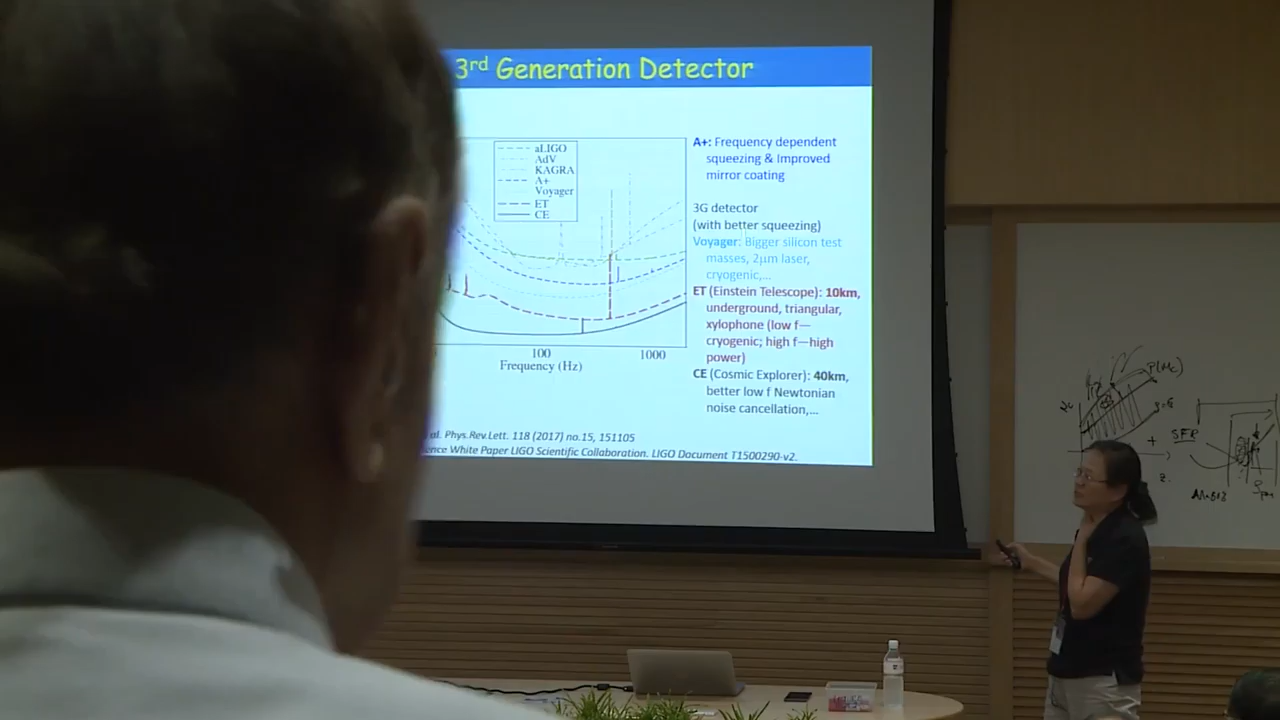 3rd Generation Detector
aLIGO
AdV
KAGRA
A+
Voyager
ET
CE
100
1000
Frequency (Hz)
A+: Frequency dependent
squeezing & Improved
mirror coating
3G detector
(with better squeezing)
Voyager: Bigger silicon test
masses, 2μm laser,
cryogenic,...
ET (Einstein Telescope): 10km,
underground, triangular,
xylophone (low f—
cryogenic; high f—high
power)
CE (Cosmic Explorer): 40km,
better low f Newtonian
noise cancellation,...
al. Phys.Rev.Lett. 118 (2017) no.15, 151105
ence White Paper LIGO Scientific Collaboration. LIGO Document T1500290-v2.
P(Mc)
SFR
z